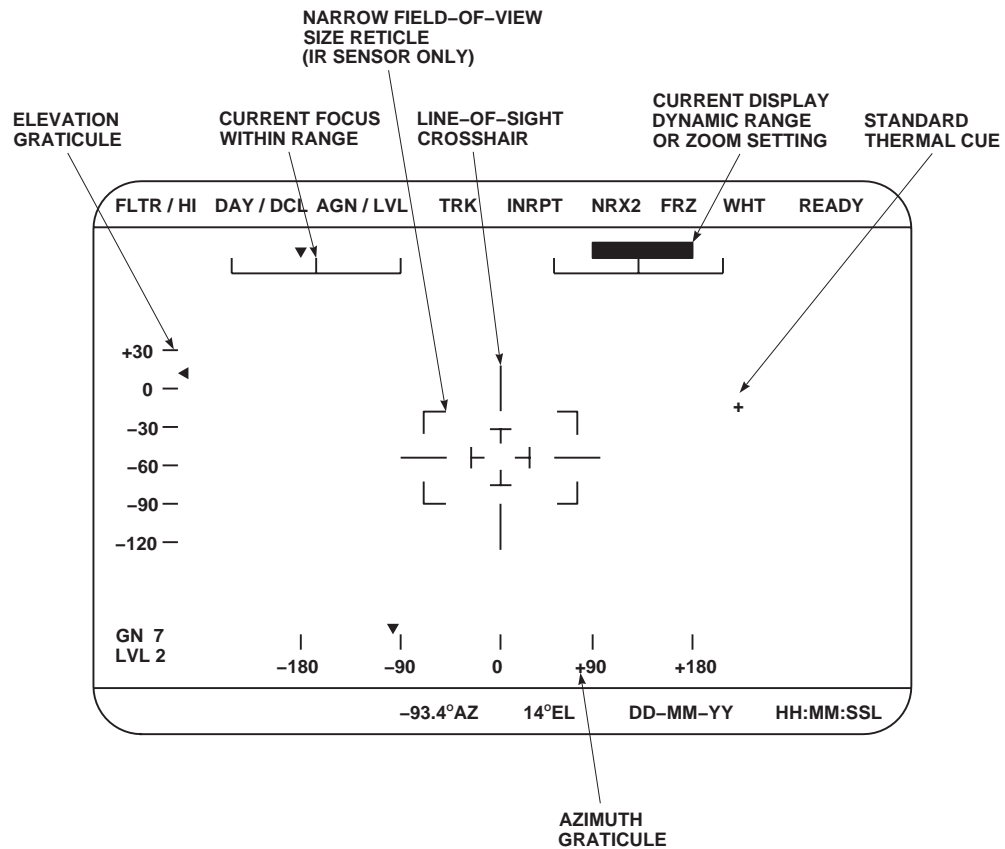 NARROW FIELD–OF–VIEW
SIZE RETICLE
(IR SENSOR ONLY)
ELEVATION
GRATICULE
CURRENT FOCUS
WITHIN RANGE
LINE–OF–SIGHT
CROSSHAIR
CURRENT DISPLAY
DYNAMIC RANGE
OR ZOOM SETTING
STANDARD
THERMAL CUE
FLTR / HI DAY / DCL AGN / LVL TRK INRPT NRX2 FRZ WHT READY
+30
0
–30
–60
–90
–120
+
GN 7
LVL 2
–180 –90 0 +90 +180
–93.4°AZ 14°EL DD–MM–YY HH:MM:SSL
AZIMUTH
GRATICULE